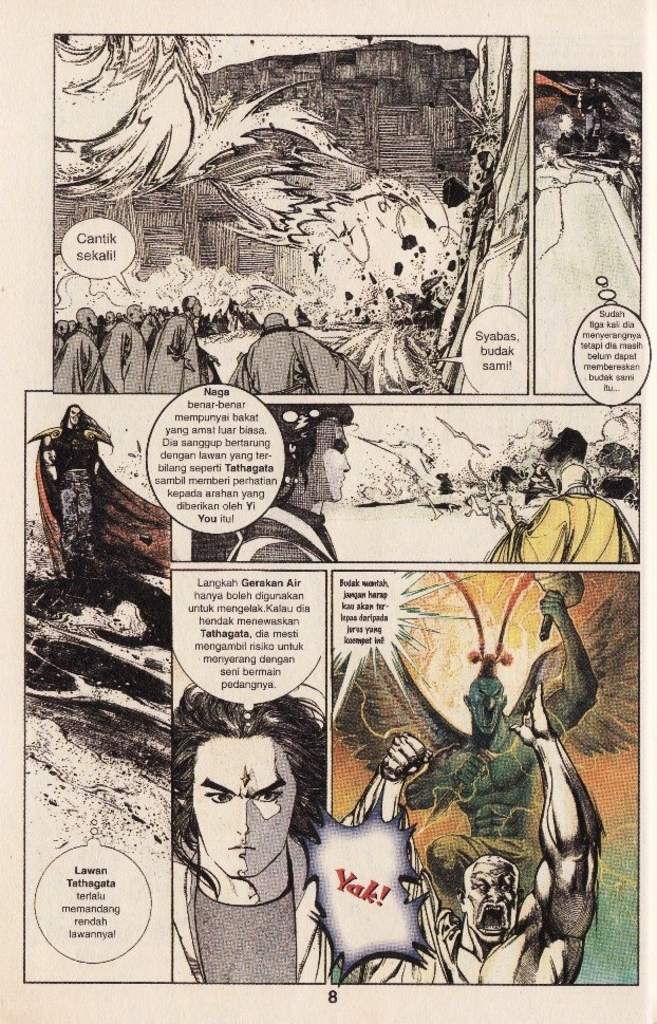 Cantik
sekali!
Syabas,
budak
sami!
Sudah
tiga kali dia
menyerangnya
tetapi dia masih
belum dapat
membereskan
budak sami
itu...
Naga
benar-benar
mempunyai bakat
yang amat luar biasa.
Dia sanggup bertarung
dengan lawan yang ter-
bilang seperti Tathagata
sambil memberi perhatian
kepada arahan yang
diberikan oleh Yi
You itu!
Lawan
Tathagata
terlalu
memandang
rendah
lawannya!
Langkah Gerakan Air
hanya boleh digunakan
untuk mengelak.Kalau dia
hendak menewaskan
Tathagata, dia mesti
mengambil risiko untuk
menyerang dengan
seni bermain
pedangnya.
Budak mentah,
jangan harap
kau akan ter-
lepas daripada
jurus yang
keempat ini!
Yak!
8